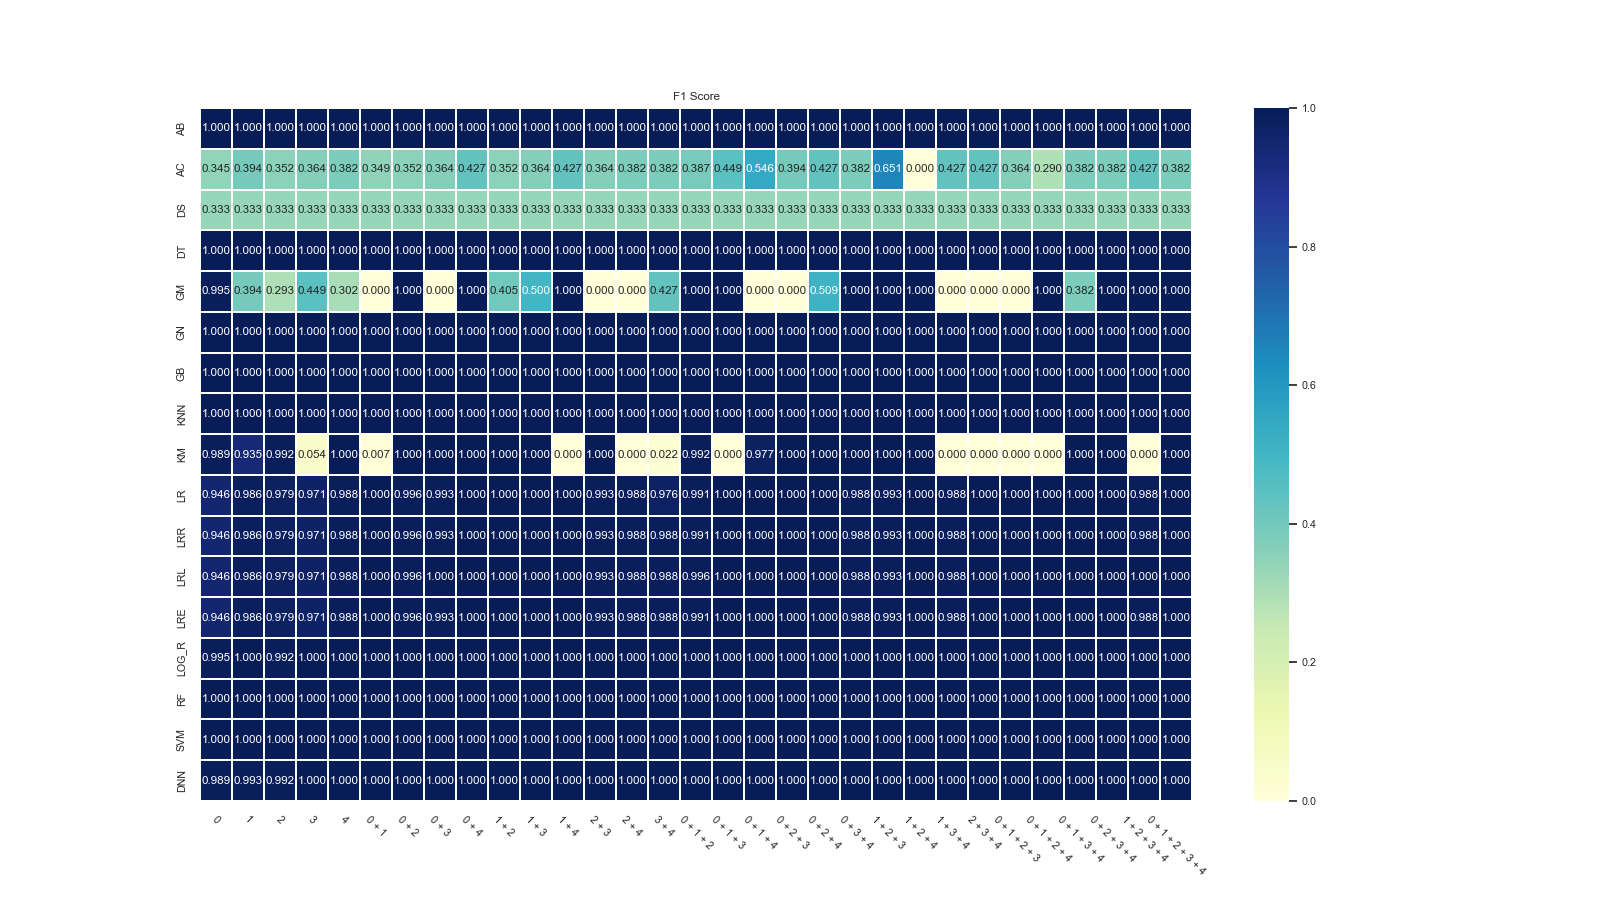 F1 Score
AB 1.000 1.000 1.000 1.000 1.000 1.000 1.000 1.000 1.000 1.000 1.000 1.000 1.000 1.000 1.000 1.000 1.000 1.000 1.000 1.000 1.000 1.000 1.000 1.000 1.000 1.000 1.000 1.000 1.000 1.000 1.000
AC 0.345 0.394 0.352 0.364 0.382 0.349 0.352 0.364 0.427 0.352 0.364 0.427 0.364 0.382 0.382 0.387 0.449 0.546 0.394 0.427 0.382 0.651 0.000 0.427 0.427 0.364 0.290 0.382 0.382 0.427 0.382
DS 0.333 0.333 0.333 0.333 0.333 0.333 0.333 0.333 0.333 0.333 0.333 0.333 0.333 0.333 0.333 0.333 0.333 0.333 0.333 0.333 0.333 0.333 0.333 0.333 0.333 0.333 0.333 0.333 0.333 0.333 0.333
DT 1.000 1.000 1.000 1.000 1.000 1.000 1.000 1.000 1.000 1.000 1.000 1.000 1.000 1.000 1.000 1.000 1.000 1.000 1.000 1.000 1.000 1.000 1.000 1.000 1.000 1.000 1.000 1.000 1.000 1.000 1.000
GM 0.995 0.394 0.293 0.449 0.302 0.000 1.000 0.000 1.000 0.405 0.500 1.000 0.000 0.000 0.427 1.000 1.000 0.000 0.000 0.509 1.000 1.000 1.000 0.000 0.000 0.000 1.000 0.382 1.000 1.000 1.000
GN 1.000 1.000 1.000 1.000 1.000 1.000 1.000 1.000 1.000 1.000 1.000 1.000 1.000 1.000 1.000 1.000 1.000 1.000 1.000 1.000 1.000 1.000 1.000 1.000 1.000 1.000 1.000 1.000 1.000 1.000 1.000
GB 1.000 1.000 1.000 1.000 1.000 1.000 1.000 1.000 1.000 1.000 1.000 1.000 1.000 1.000 1.000 1.000 1.000 1.000 1.000 1.000 1.000 1.000 1.000 1.000 1.000 1.000 1.000 1.000 1.000 1.000 1.000
KNN 1.000 1.000 1.000 1.000 1.000 1.000 1.000 1.000 1.000 1.000 1.000 1.000 1.000 1.000 1.000 1.000 1.000 1.000 1.000 1.000 1.000 1.000 1.000 1.000 1.000 1.000 1.000 1.000 1.000 1.000 1.000
KM 0.989 0.935 0.992 0.054 1.000 0.007 1.000 1.000 1.000 1.000 1.000 0.000 1.000 0.000 0.022 0.992 0.000 0.977 1.000 1.000 1.000 1.000 1.000 0.000 0.000 0.000 0.000 1.000 1.000 0.000 1.000
LR 0.946 0.986 0.979 0.971 0.988 1.000 0.996 0.993 1.000 1.000 1.000 1.000 0.993 0.988 0.976 0.991 1.000 1.000 1.000 1.000 0.988 0.993 1.000 0.988 1.000 1.000 1.000 1.000 1.000 0.988 1.000
LRR 0.946 0.986 0.979 0.971 0.988 1.000 0.996 0.993 1.000 1.000 1.000 1.000 0.993 0.988 0.988 0.991 1.000 1.000 1.000 1.000 0.988 0.993 1.000 0.988 1.000 1.000 1.000 1.000 1.000 0.988 1.000
LRL 0.946 0.986 0.979 0.971 0.988 1.000 0.996 1.000 1.000 1.000 1.000 1.000 0.993 0.988 0.988 0.996 1.000 1.000 1.000 1.000 0.988 0.993 1.000 0.988 1.000 1.000 1.000 1.000 1.000 1.000 1.000
LRE 0.946 0.986 0.979 0.971 0.988 1.000 0.996 0.993 1.000 1.000 1.000 1.000 0.993 0.988 0.988 0.991 1.000 1.000 1.000 1.000 0.988 0.993 1.000 0.988 1.000 1.000 1.000 1.000 1.000 0.988 1.000
LOG_R 0.995 1.000 0.992 1.000 1.000 1.000 1.000 1.000 1.000 1.000 1.000 1.000 1.000 1.000 1.000 1.000 1.000 1.000 1.000 1.000 1.000 1.000 1.000 1.000 1.000 1.000 1.000 1.000 1.000 1.000 1.000
RF 1.000 1.000 1.000 1.000 1.000 1.000 1.000 1.000 1.000 1.000 1.000 1.000 1.000 1.000 1.000 1.000 1.000 1.000 1.000 1.000 1.000 1.000 1.000 1.000 1.000 1.000 1.000 1.000 1.000 1.000 1.000
SVM 1.000 1.000 1.000 1.000 1.000 1.000 1.000 1.000 1.000 1.000 1.000 1.000 1.000 1.000 1.000 1.000 1.000 1.000 1.000 1.000 1.000 1.000 1.000 1.000 1.000 1.000 1.000 1.000 1.000 1.000 1.000
DNN 0.989 0.993 0.992 1.000 1.000 1.000 1.000 1.000 1.000 1.000 1.000 1.000 1.000 1.000 1.000 1.000 1.000 1.000 1.000 1.000 1.000 1.000 1.000 1.000 1.000 1.000 1.000 1.000 1.000 1.000 1.000
0 1 2 3 4 0 + 1 0 + 2 0 + 3 0 + 4 1 + 2 1 + 3 1 + 4 2 + 3 2 + 4 3 + 4 0 + 1 + 2 0 + 1 + 3 0 + 1 + 4 0 + 2 + 3 0 + 2 + 4 0 + 3 + 4 1 + 2 + 3 1 + 2 + 4 1 + 3 + 4 2 + 3 + 4 0 + 1 + 2 + 3 0 + 1 + 2 + 4 0 + 1 + 3 + 4 0 + 2 + 3 + 4 1 + 2 + 3 + 4 0 + 1 + 2 + 3 + 4
1.0
0.8
0.6
0.4
0.2
0.0